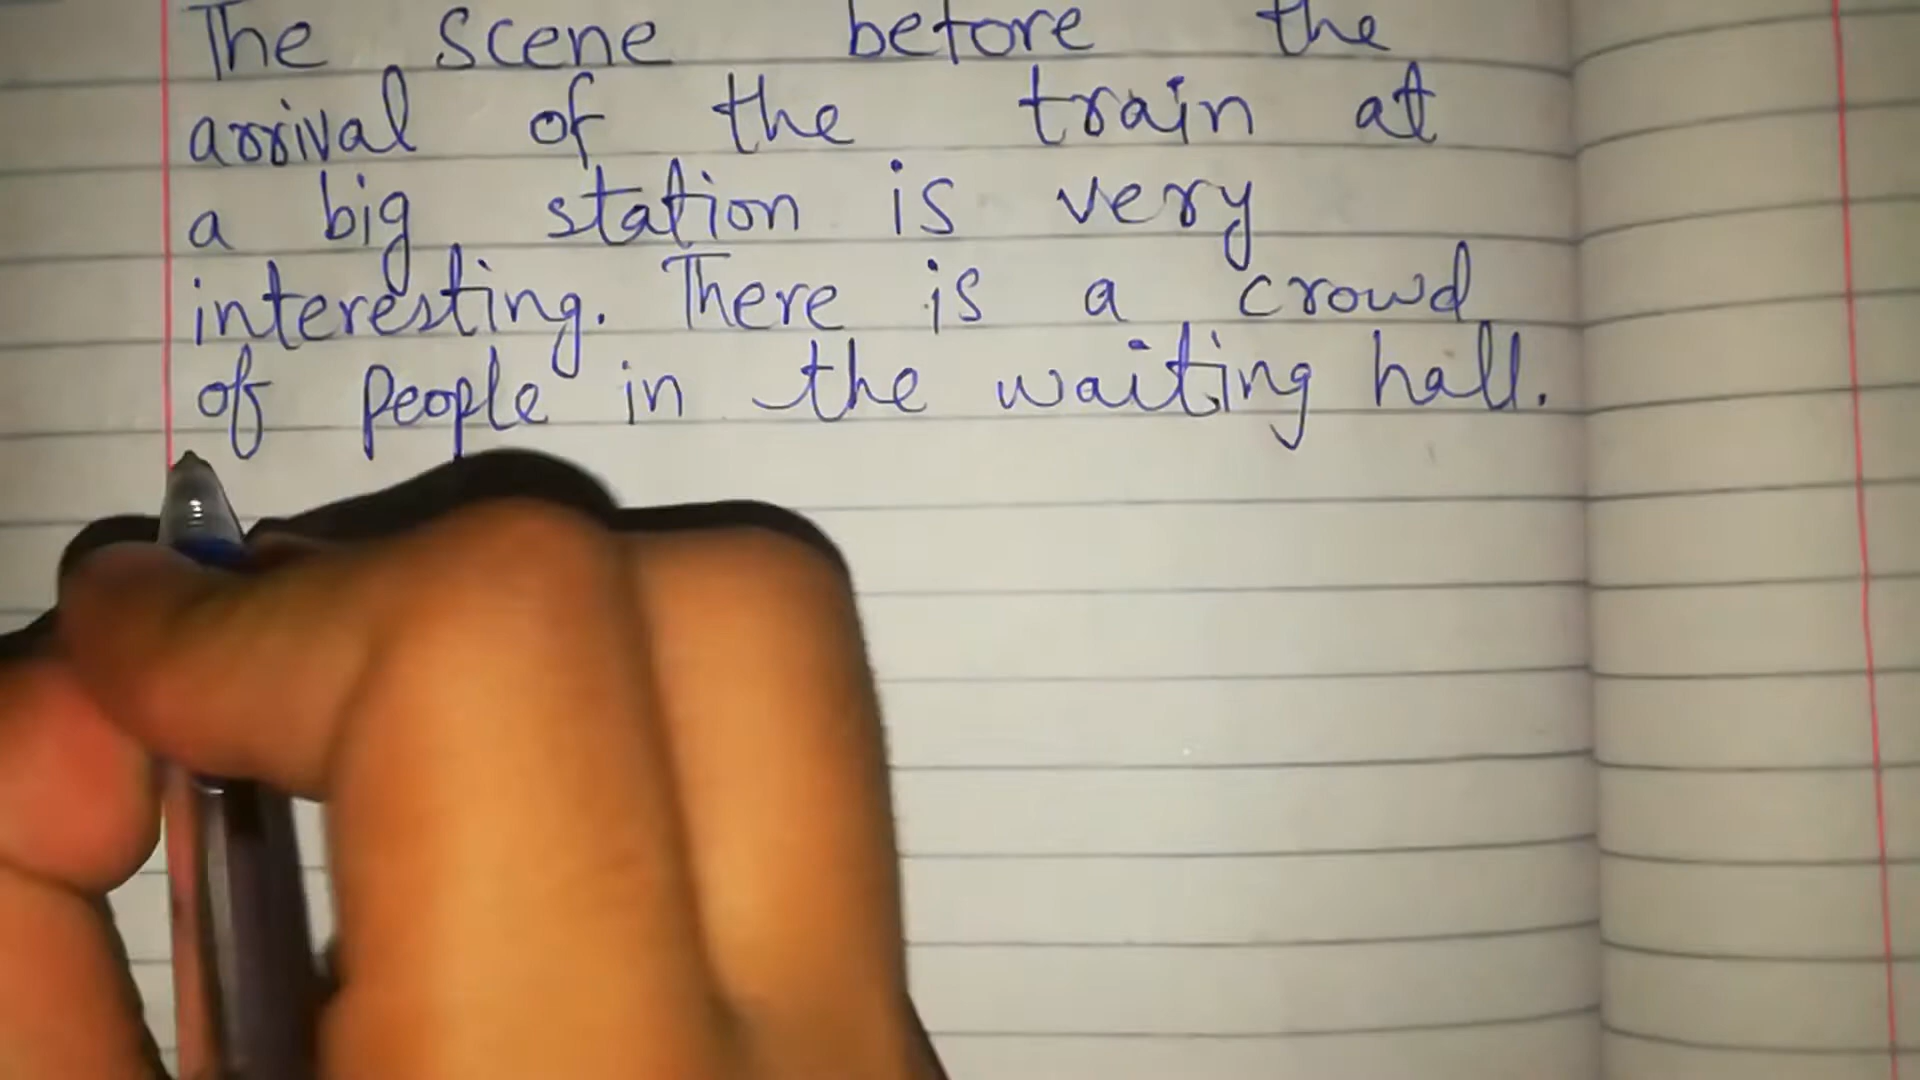 The scene before the
arrival of the train at
a big station is very
interesting. There is a crowd
of people in the waiting hall.